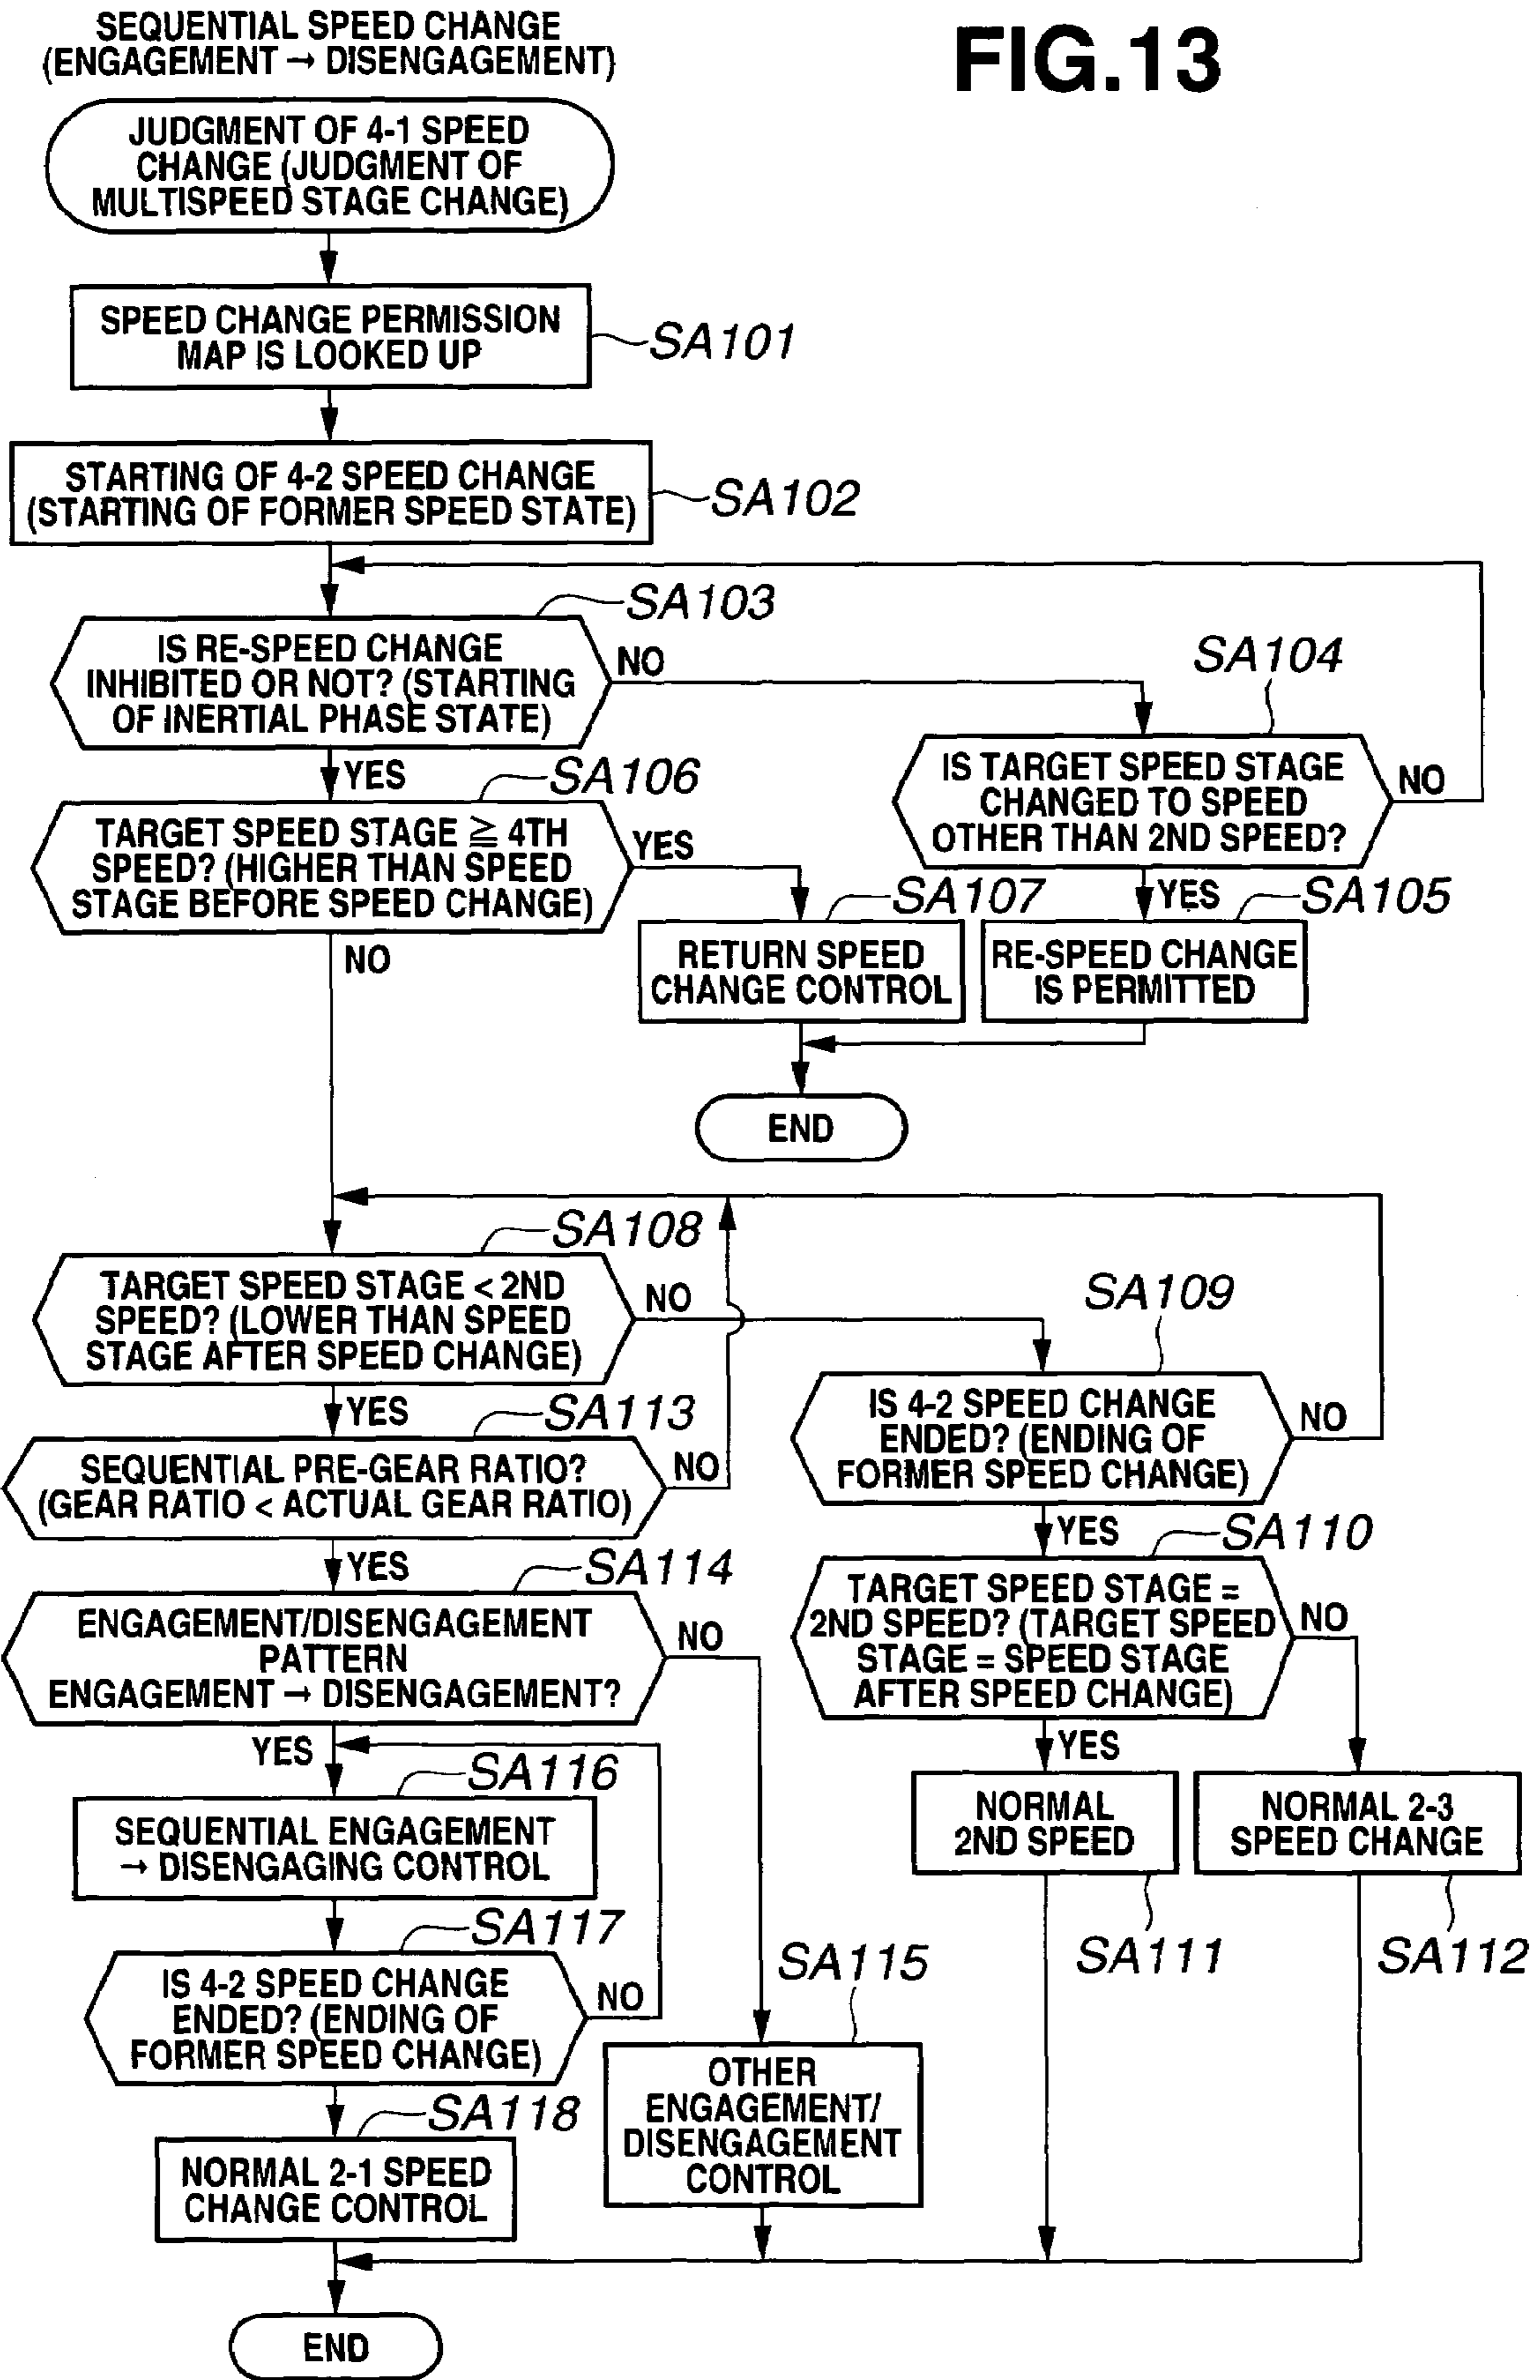 SEQUENTIAL SPEED CHANGE
(ENGAGEMENT → DISENGAGEMENT)
FIG.13
JUDGMENT OF 4-1 SPEED
CHANGE (JUDGMENT OF
MULTISPEED STAGE CHANGE)
SPEED CHANGE PERMISSION
MAP IS LOOKED UP
SA101
STARTING OF 4-2 SPEED CHANGE
(STARTING OF FORMER SPEED STATE)
SA102
SA103
IS RE-SPEED CHANGE
INHIBITED OR NOT? (STARTING
OF INERTIAL PHASE STATE)
NO
YES
SA104
IS TARGET SPEED STAGE
CHANGED TO SPEED
OTHER THAN 2ND SPEED?
NO
YES
SA106
TARGET SPEED STAGE ≧ 4TH
SPEED? (HIGHER THAN SPEED
STAGE BEFORE SPEED CHANGE)
YES
NO
SA107
RETURN SPEED
CHANGE CONTROL
SA105
RE-SPEED CHANGE
IS PERMITTED
END
SA108
TARGET SPEED STAGE < 2ND
SPEED? (LOWER THAN SPEED
STAGE AFTER SPEED CHANGE)
NO
YES
SA109
IS 4-2 SPEED CHANGE
ENDED? (ENDING OF
FORMER SPEED CHANGE)
NO
YES
SA113
SEQUENTIAL PRE-GEAR RATIO?
(GEAR RATIO < ACTUAL GEAR RATIO)
NO
YES
SA110
TARGET SPEED STAGE =
2ND SPEED? (TARGET SPEED
STAGE = SPEED STAGE
AFTER SPEED CHANGE)
NO
YES
SA114
ENGAGEMENT/DISENGAGEMENT
PATTERN
ENGAGEMENT → DISENGAGEMENT?
NO
YES
SA116
SEQUENTIAL ENGAGEMENT
→ DISENGAGING CONTROL
NORMAL
2ND SPEED
SA111
NORMAL 2-3
SPEED CHANGE
SA112
SA117
IS 4-2 SPEED CHANGE
ENDED? (ENDING OF
FORMER SPEED CHANGE)
NO
SA115
OTHER
ENGAGEMENT/
DISENGAGEMENT
CONTROL
SA118
NORMAL 2-1 SPEED
CHANGE CONTROL
END